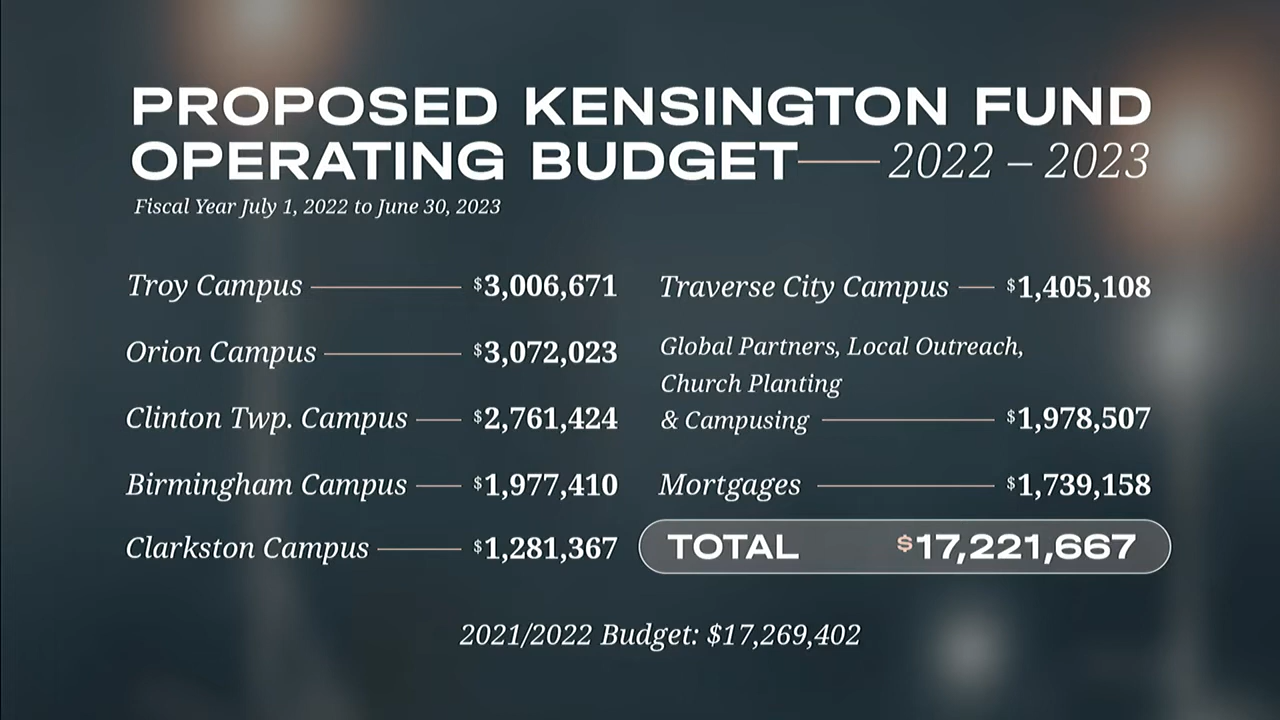 PROPOSED KENSINGTON FUND
OPERATING BUDGET 2022 – 2023
Fiscal Year July 1, 2022 to June 30, 2023
Troy Campus $3,006,671
Orion Campus $3,072,023
Clinton Twp. Campus $2,761,424
Birmingham Campus $1,977,410
Clarkston Campus $1,281,367
Traverse City Campus $1,405,108
Global Partners, Local Outreach,
Church Planting
& Campusing $1,978,507
Mortgages $1,739,158
TOTAL $17,221,667
2021/2022 Budget: $17,269,402